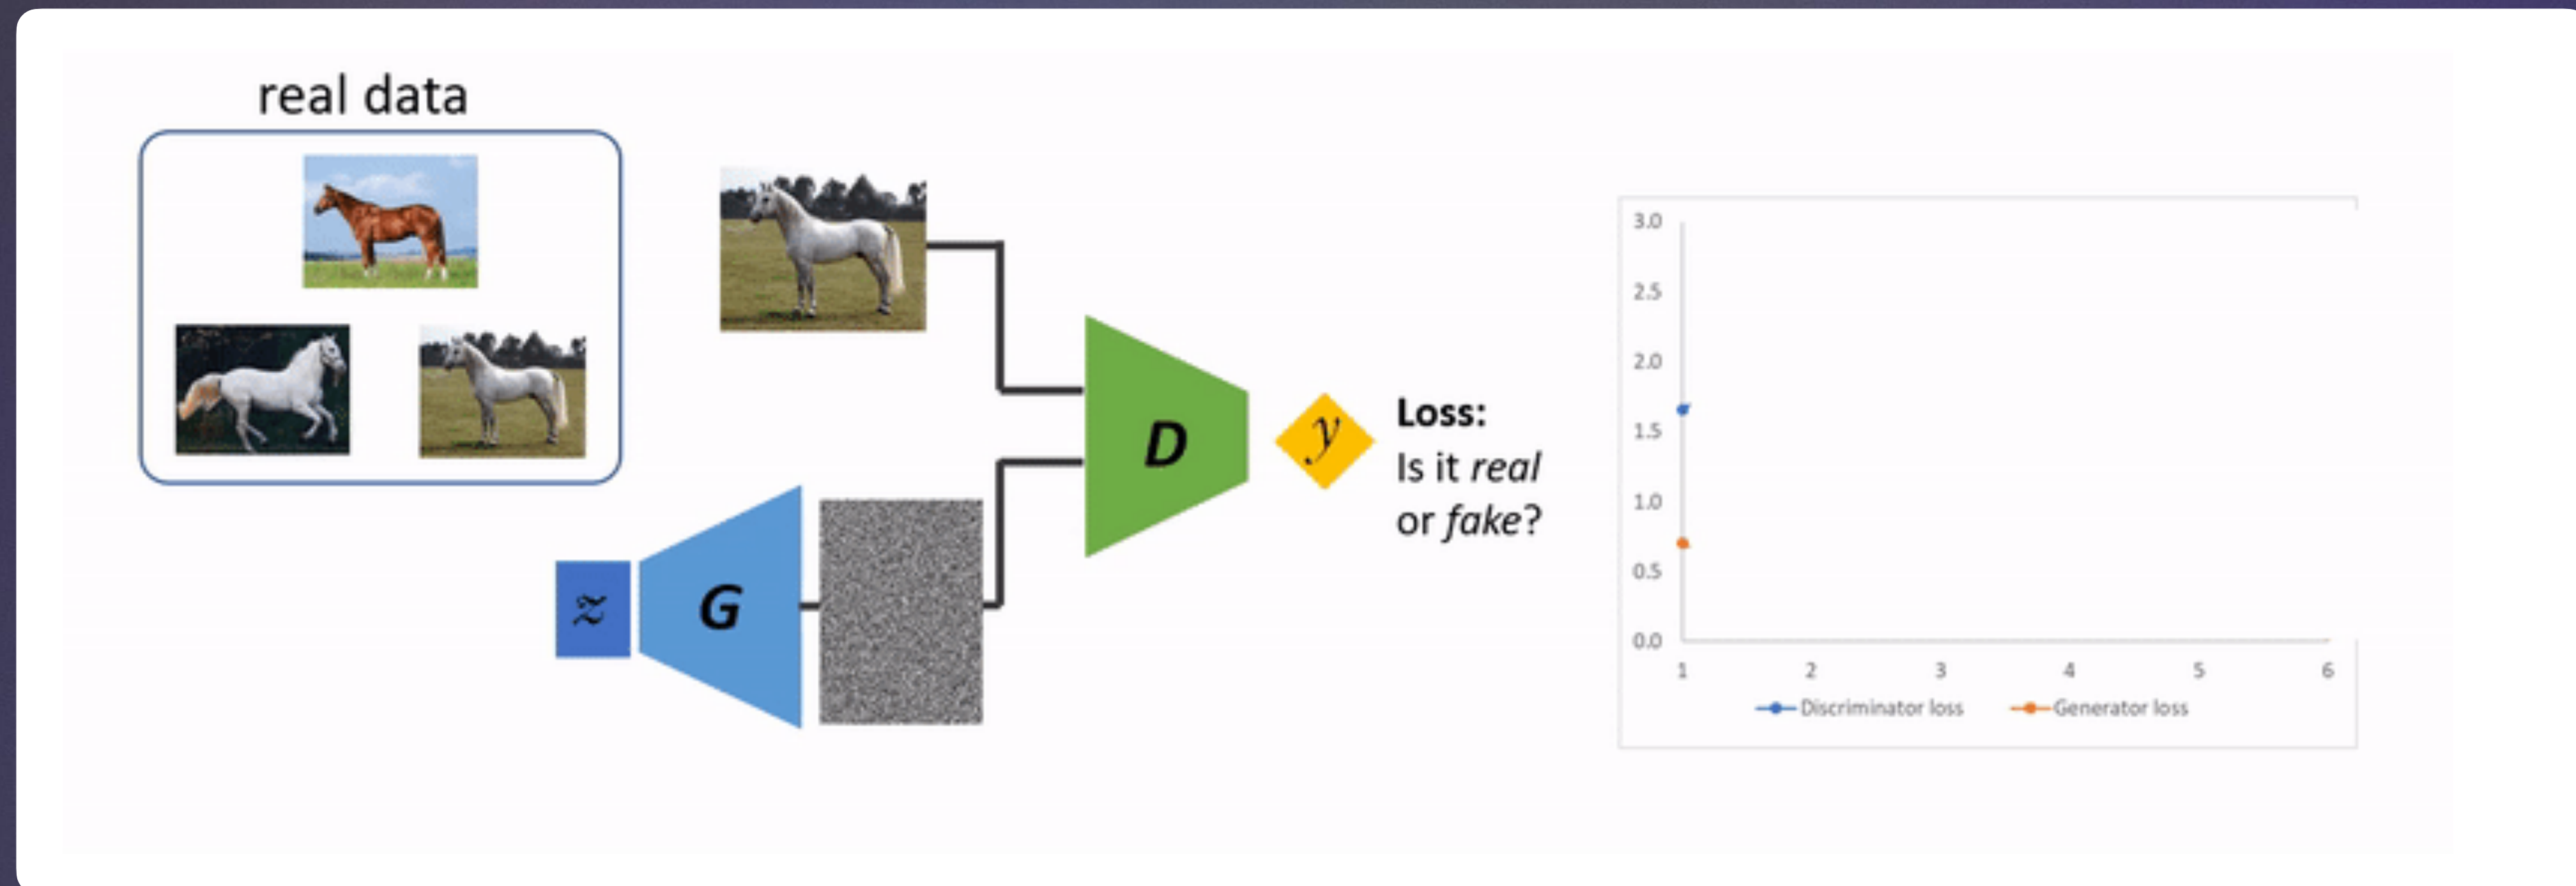 real data
z
G
D
y
Loss:
Is it real
or fake?
3.0
2.5
2.0
1.5
1.0
0.5
0.0
1 2 3 4 5 6
Discriminator loss Generator loss